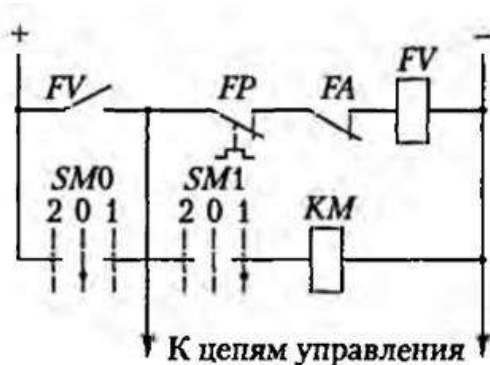 + −
FV FP FA FV
SM0 SM1
2 0 1 2 0 1 KM
К цепям управления